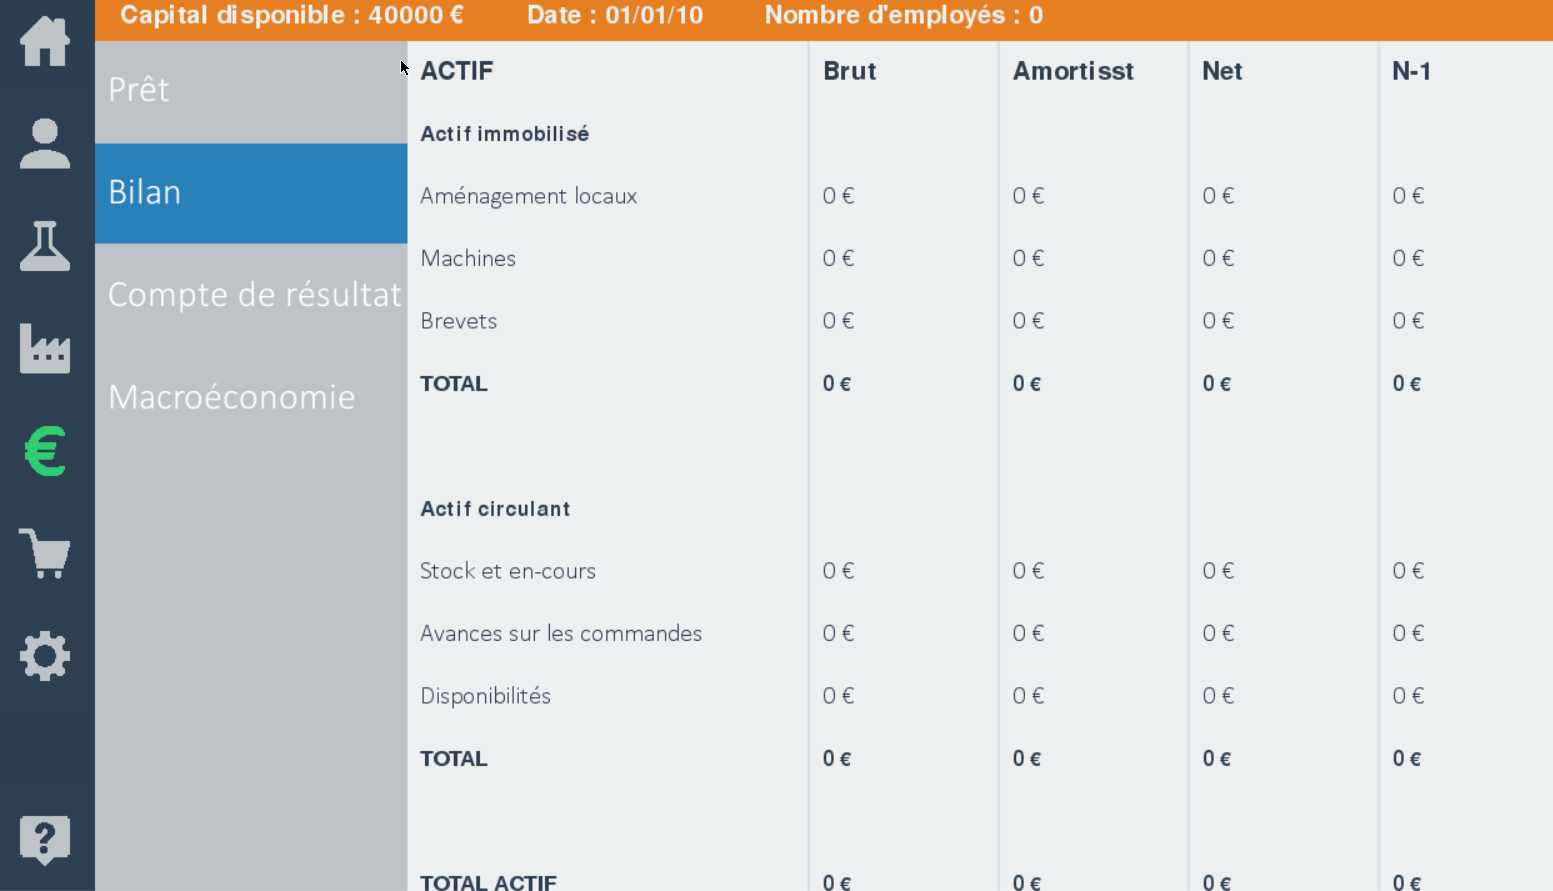 Capital disponible : 40000 € Date : 01/01/10 Nombre d'employés : 0
Prêt
Bilan
Compte de résultat
Macroéconomie
ACTIF Brut Amortisst Net N-1
Actif immobilisé
Aménagement locaux 0 € 0 € 0 € 0 €
Machines 0 € 0 € 0 € 0 €
Brevets 0 € 0 € 0 € 0 €
TOTAL 0 € 0 € 0 € 0 €
Actif circulant
Stock et en-cours 0 € 0 € 0 € 0 €
Avances sur les commandes 0 € 0 € 0 € 0 €
Disponibilités 0 € 0 € 0 € 0 €
TOTAL 0 € 0 € 0 € 0 €
TOTAL ACTIF 0 € 0 € 0 € 0 €
€
?